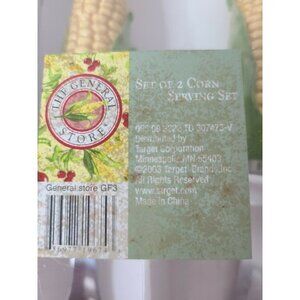 THE GENERAL STORE
SET OF 2 CORN
SERVING SET
Distributed by
Target Corporation
Minneapolis, MN 55403
©2003 Target Brands, Inc.
All Rights Reserved
www.target.com
Made in China
General store GF3